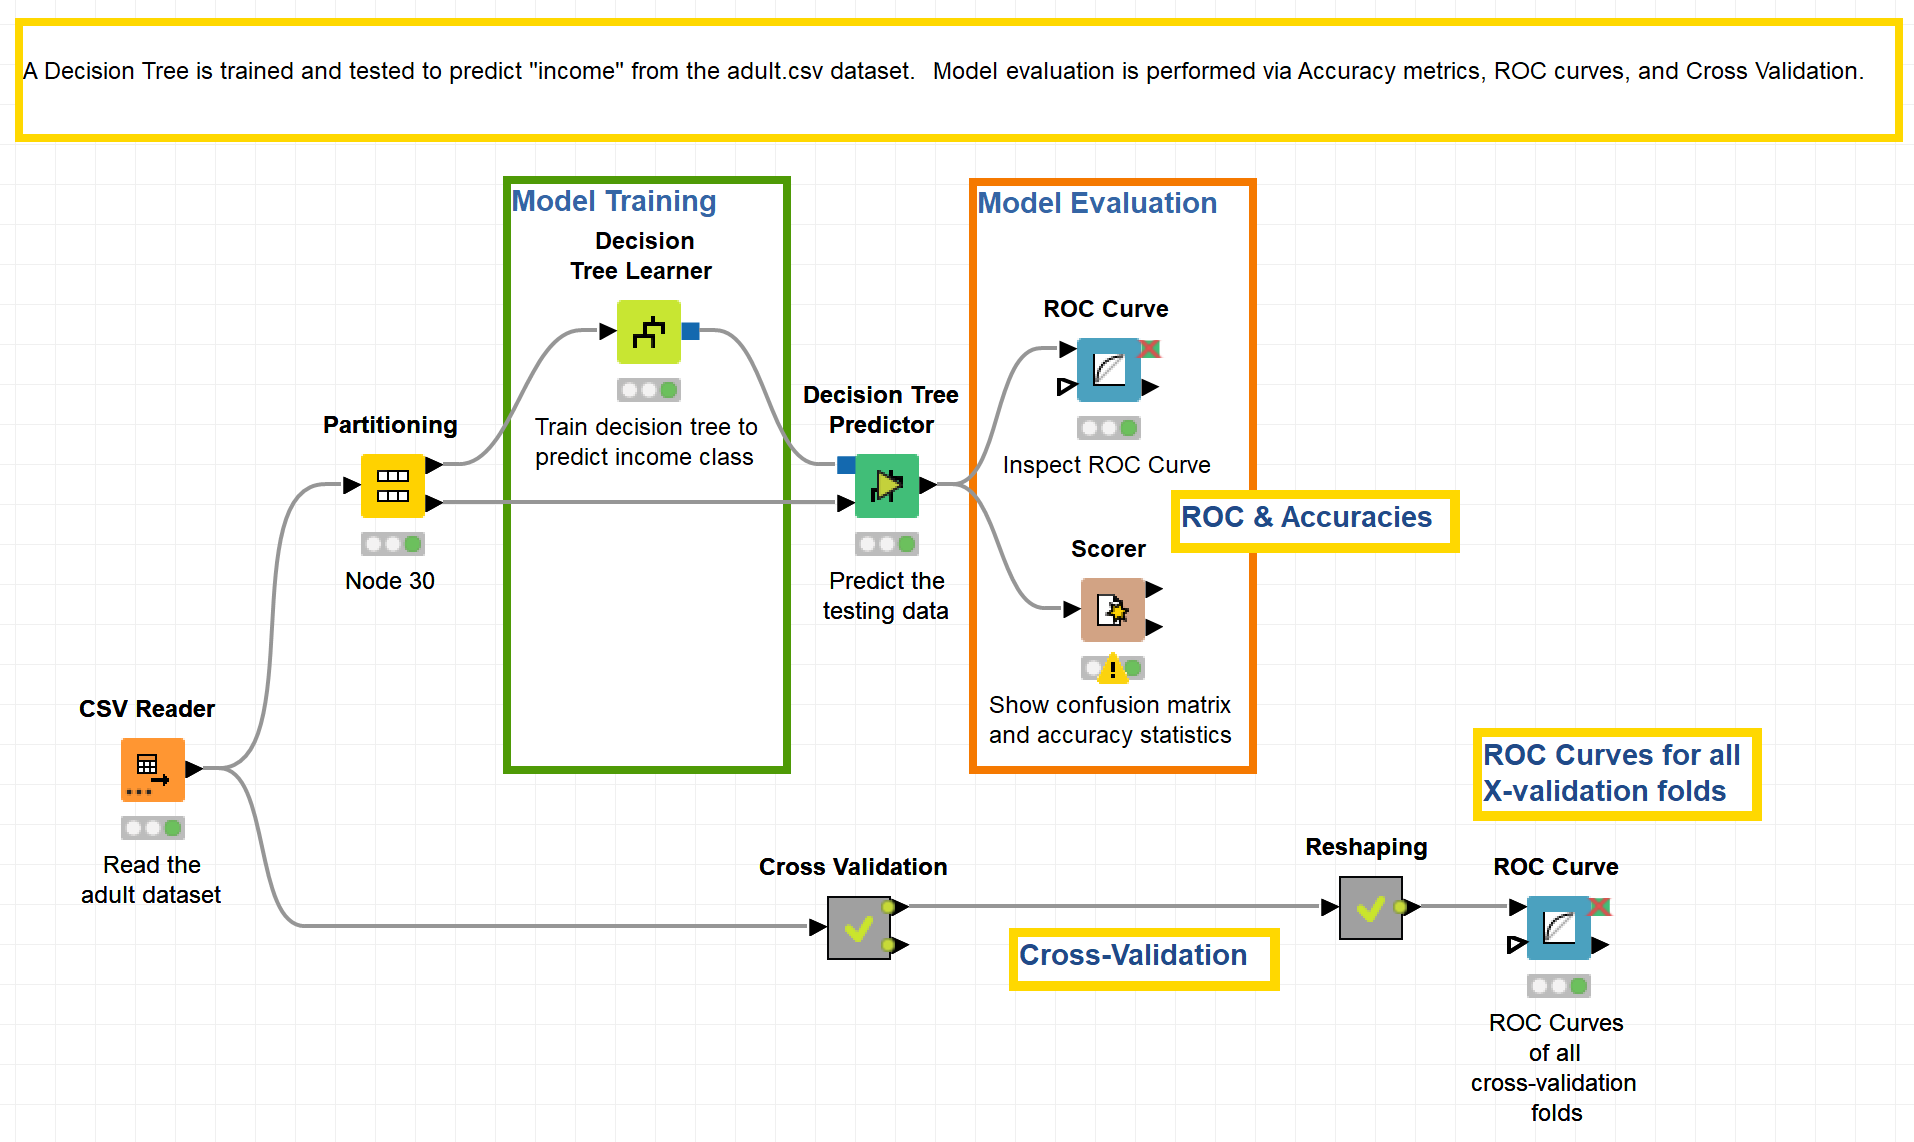 A Decision Tree is trained and tested to predict "income" from the adult.csv dataset.  Model evaluation is performed via Accuracy metrics, ROC curves, and Cross Validation.
Model Training
Decision
Tree Learner
Train decision tree to
predict income class
Model Evaluation
ROC Curve
Inspect ROC Curve
Decision Tree
Predictor
Predict the
testing data
Partitioning
Node 30
ROC & Accuracies
Scorer
Show confusion matrix
and accuracy statistics
CSV Reader
Read the
adult dataset
Cross Validation
Cross-Validation
Reshaping
ROC Curves for all
X-validation folds
ROC Curve
ROC Curves
of all
cross-validation
folds